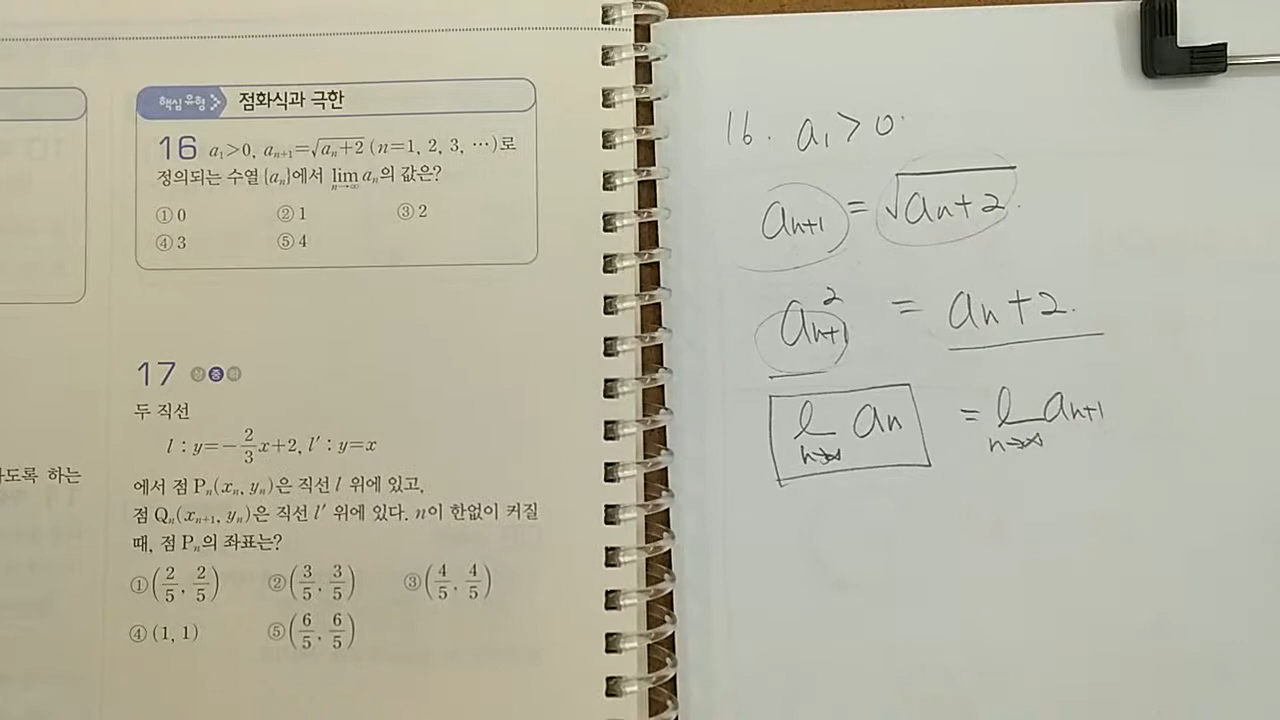 핵심 유형 점화식과 극한
16 a₁>0, aₙ₊₁=√(aₙ+2) (n=1, 2, 3, ⋯)로
정의되는 수열 {aₙ}에서 lim n→∞ aₙ의 값은?
① 0 ② 1 ③ 2
④ 3 ⑤ 4
17 상 중 하
두 직선
l : y=-2/3x+2, l′ : y=x
에서 점 Pₙ(xₙ, yₙ)은 직선 l 위에 있고,
점 Qₙ(xₙ₊₁, yₙ)은 직선 l′ 위에 있다. n이 한없이 커질
때, 점 Pₙ의 좌표는?
① (2/5, 2/5) ② (3/5, 3/5) ③ (4/5, 4/5)
④ (1, 1) ⑤ (6/5, 6/5)
하도록 하는
16. a₁>0.
aₙ₊₁ = √(aₙ+2).
aₙ₊₁² = aₙ+2.
l n→∞ aₙ = l n→∞ aₙ₊₁